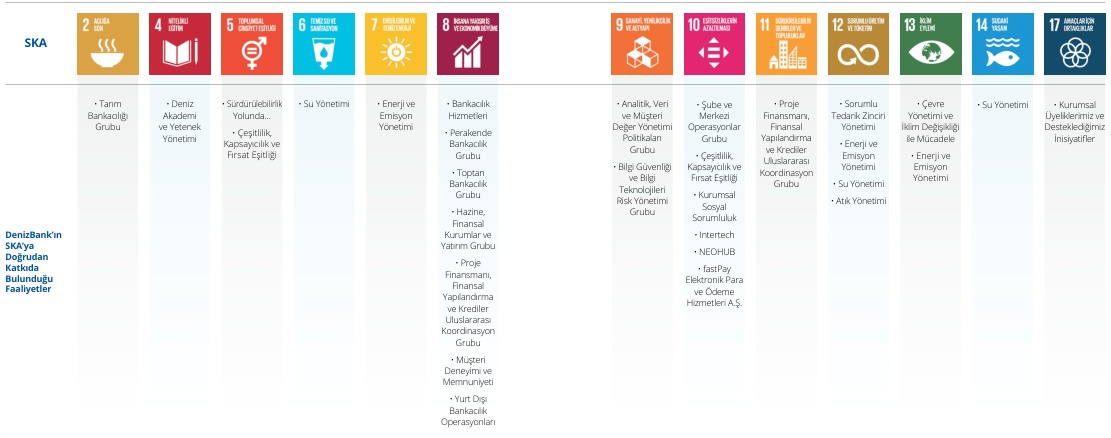 SKA
2 AÇLIĞA
SON
4 NİTELİKLİ
EĞİTİM
5 TOPLUMSAL
CİNSİYET EŞİTLİĞİ
6 TEMİZ SU VE
SANİTASYON
7 ERİŞİLEBİLİR VE
TEMİZ ENERJİ
8 İNSANA YAKIŞIR İŞ
VE EKONOMİK BÜYÜME
9 SANAYİ, YENİLİKÇİLİK
VE ALTYAPI
10 EŞİTSİZLİKLERİN
AZALTILMASI
11 SÜRDÜRÜLEBİLİR
ŞEHİRLER VE
TOPLULUKLAR
12 SORUMLU ÜRETİM
VE TÜKETİM
13 İKLİM
EYLEMİ
14 SUDAKİ
YAŞAM
17 AMAÇLAR İÇİN
ORTAKLIKLAR
DenizBank'ın
SKA'ya
Doğrudan
Katkıda
Bulunduğu
Faaliyetler
• Tarım
Bankacılığı
Grubu
• Deniz
Akademi
ve Yetenek
Yönetimi
• Sürdürülebilirlik
Yolunda...
• Çeşitlilik,
Kapsayıcılık ve
Fırsat Eşitliği
• Su Yönetimi
• Enerji ve
Emisyon
Yönetimi
• Bankacılık
Hizmetleri
• Perakende
Bankacılık
Grubu
• Toptan
Bankacılık
Grubu
• Hazine,
Finansal
Kurumlar ve
Yatırım Grubu
• Proje
Finansmanı,
Finansal
Yapılandırma
ve Krediler
Uluslararası
Koordinasyon
Grubu
• Müşteri
Deneyimi ve
Memnuniyeti
• Yurt Dışı
Bankacılık
Operasyonları
• Analitik, Veri
ve Müşteri
Değer Yönetimi
Politikaları
Grubu
• Bilgi Güvenliği
ve Bilgi
Teknolojileri
Risk Yönetimi
Grubu
• Şube ve
Merkezi
Operasyonlar
Grubu
• Çeşitlilik,
Kapsayıcılık ve
Fırsat Eşitliği
• Kurumsal
Sosyal
Sorumluluk
• Intertech
• NEOHUB
• fastPay
Elektronik Para
ve Ödeme
Hizmetleri A.Ş.
• Proje
Finansmanı,
Finansal
Yapılandırma
ve Krediler
Uluslararası
Koordinasyon
Grubu
• Sorumlu
Tedarik Zinciri
Yönetimi
• Enerji ve
Emisyon
Yönetimi
• Su Yönetimi
• Atık Yönetimi
• Çevre
Yönetimi ve
İklim Değişikliği
ile Mücadele
• Enerji ve
Emisyon
Yönetimi
• Su Yönetimi
• Kurumsal
Üyeliklerimiz ve
Desteklediğimiz
İnisiyatifler